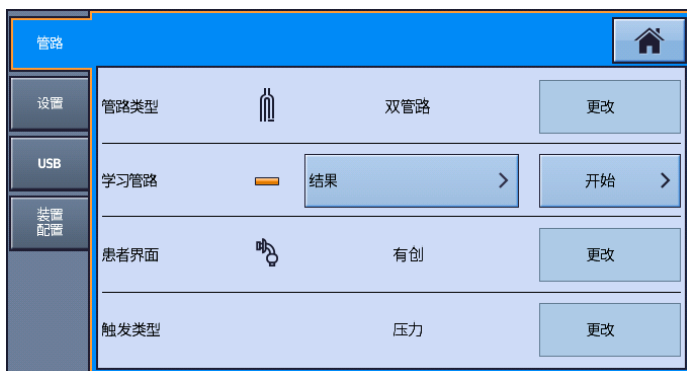 管路
设置
USB
装置
配置
管路类型 双管路 更改
学习管路 结果 开始
患者界面 有创 更改
触发类型 压力 更改